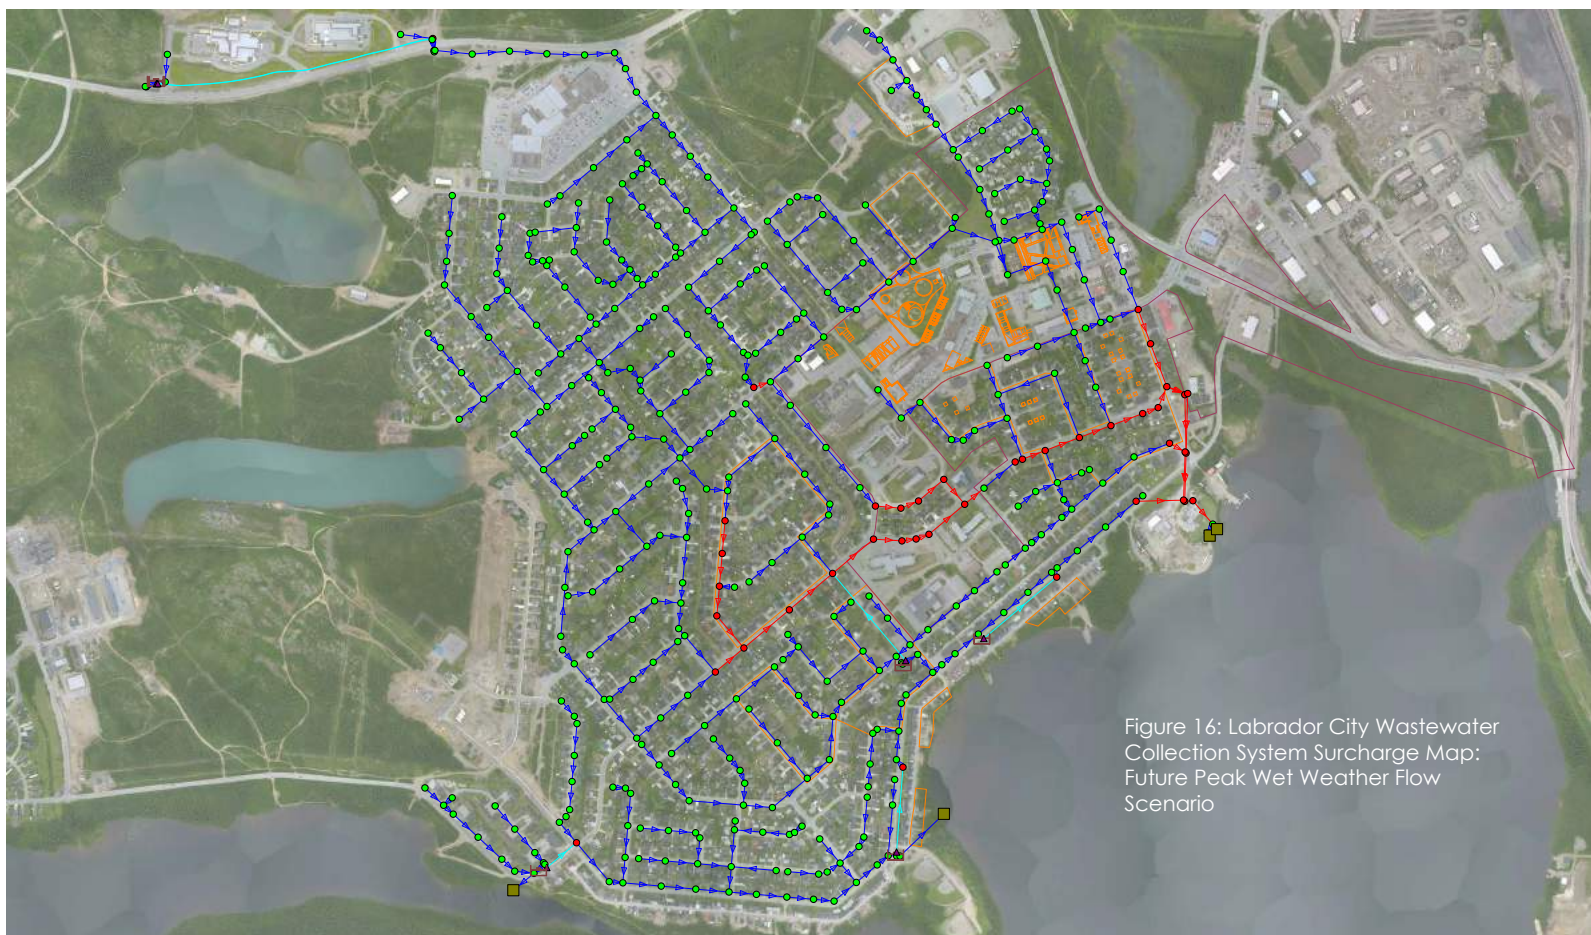 Figure 16: Labrador City Wastewater
Collection System Surcharge Map:
Future Peak Wet Weather Flow
Scenario